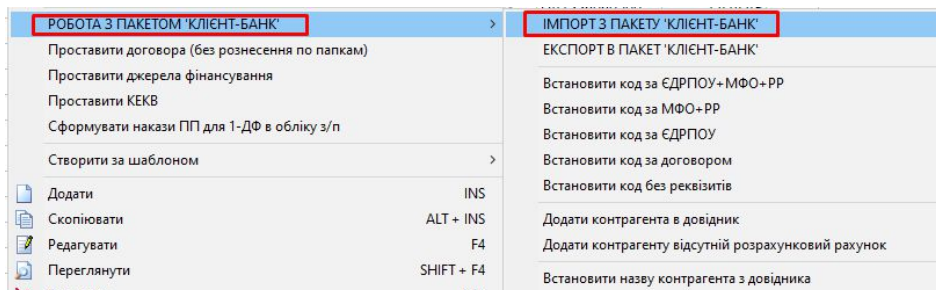 РОБОТА З ПАКЕТОМ 'КЛІЄНТ-БАНК'
Проставити договора (без рознесення по папкам)
Проставити джерела фінансування
Проставити КЕКВ
Сформувати накази ПП для 1-ДФ в обліку з/п
Створити за шаблоном
Додати INS
Скопіювати ALT + INS
Редагувати F4
Переглянути SHIFT + F4
ІМПОРТ З ПАКЕТУ 'КЛІЄНТ-БАНК'
ЕКСПОРТ В ПАКЕТ 'КЛІЄНТ-БАНК'
Встановити код за ЄДРПОУ+МФО+РР
Встановити код за МФО+РР
Встановити код за ЄДРПОУ
Встановити код за договором
Встановити код без реквізитів
Додати контрагента в довідник
Додати контрагенту відсутній розрахунковий рахунок
Встановити назву контрагента з довідника